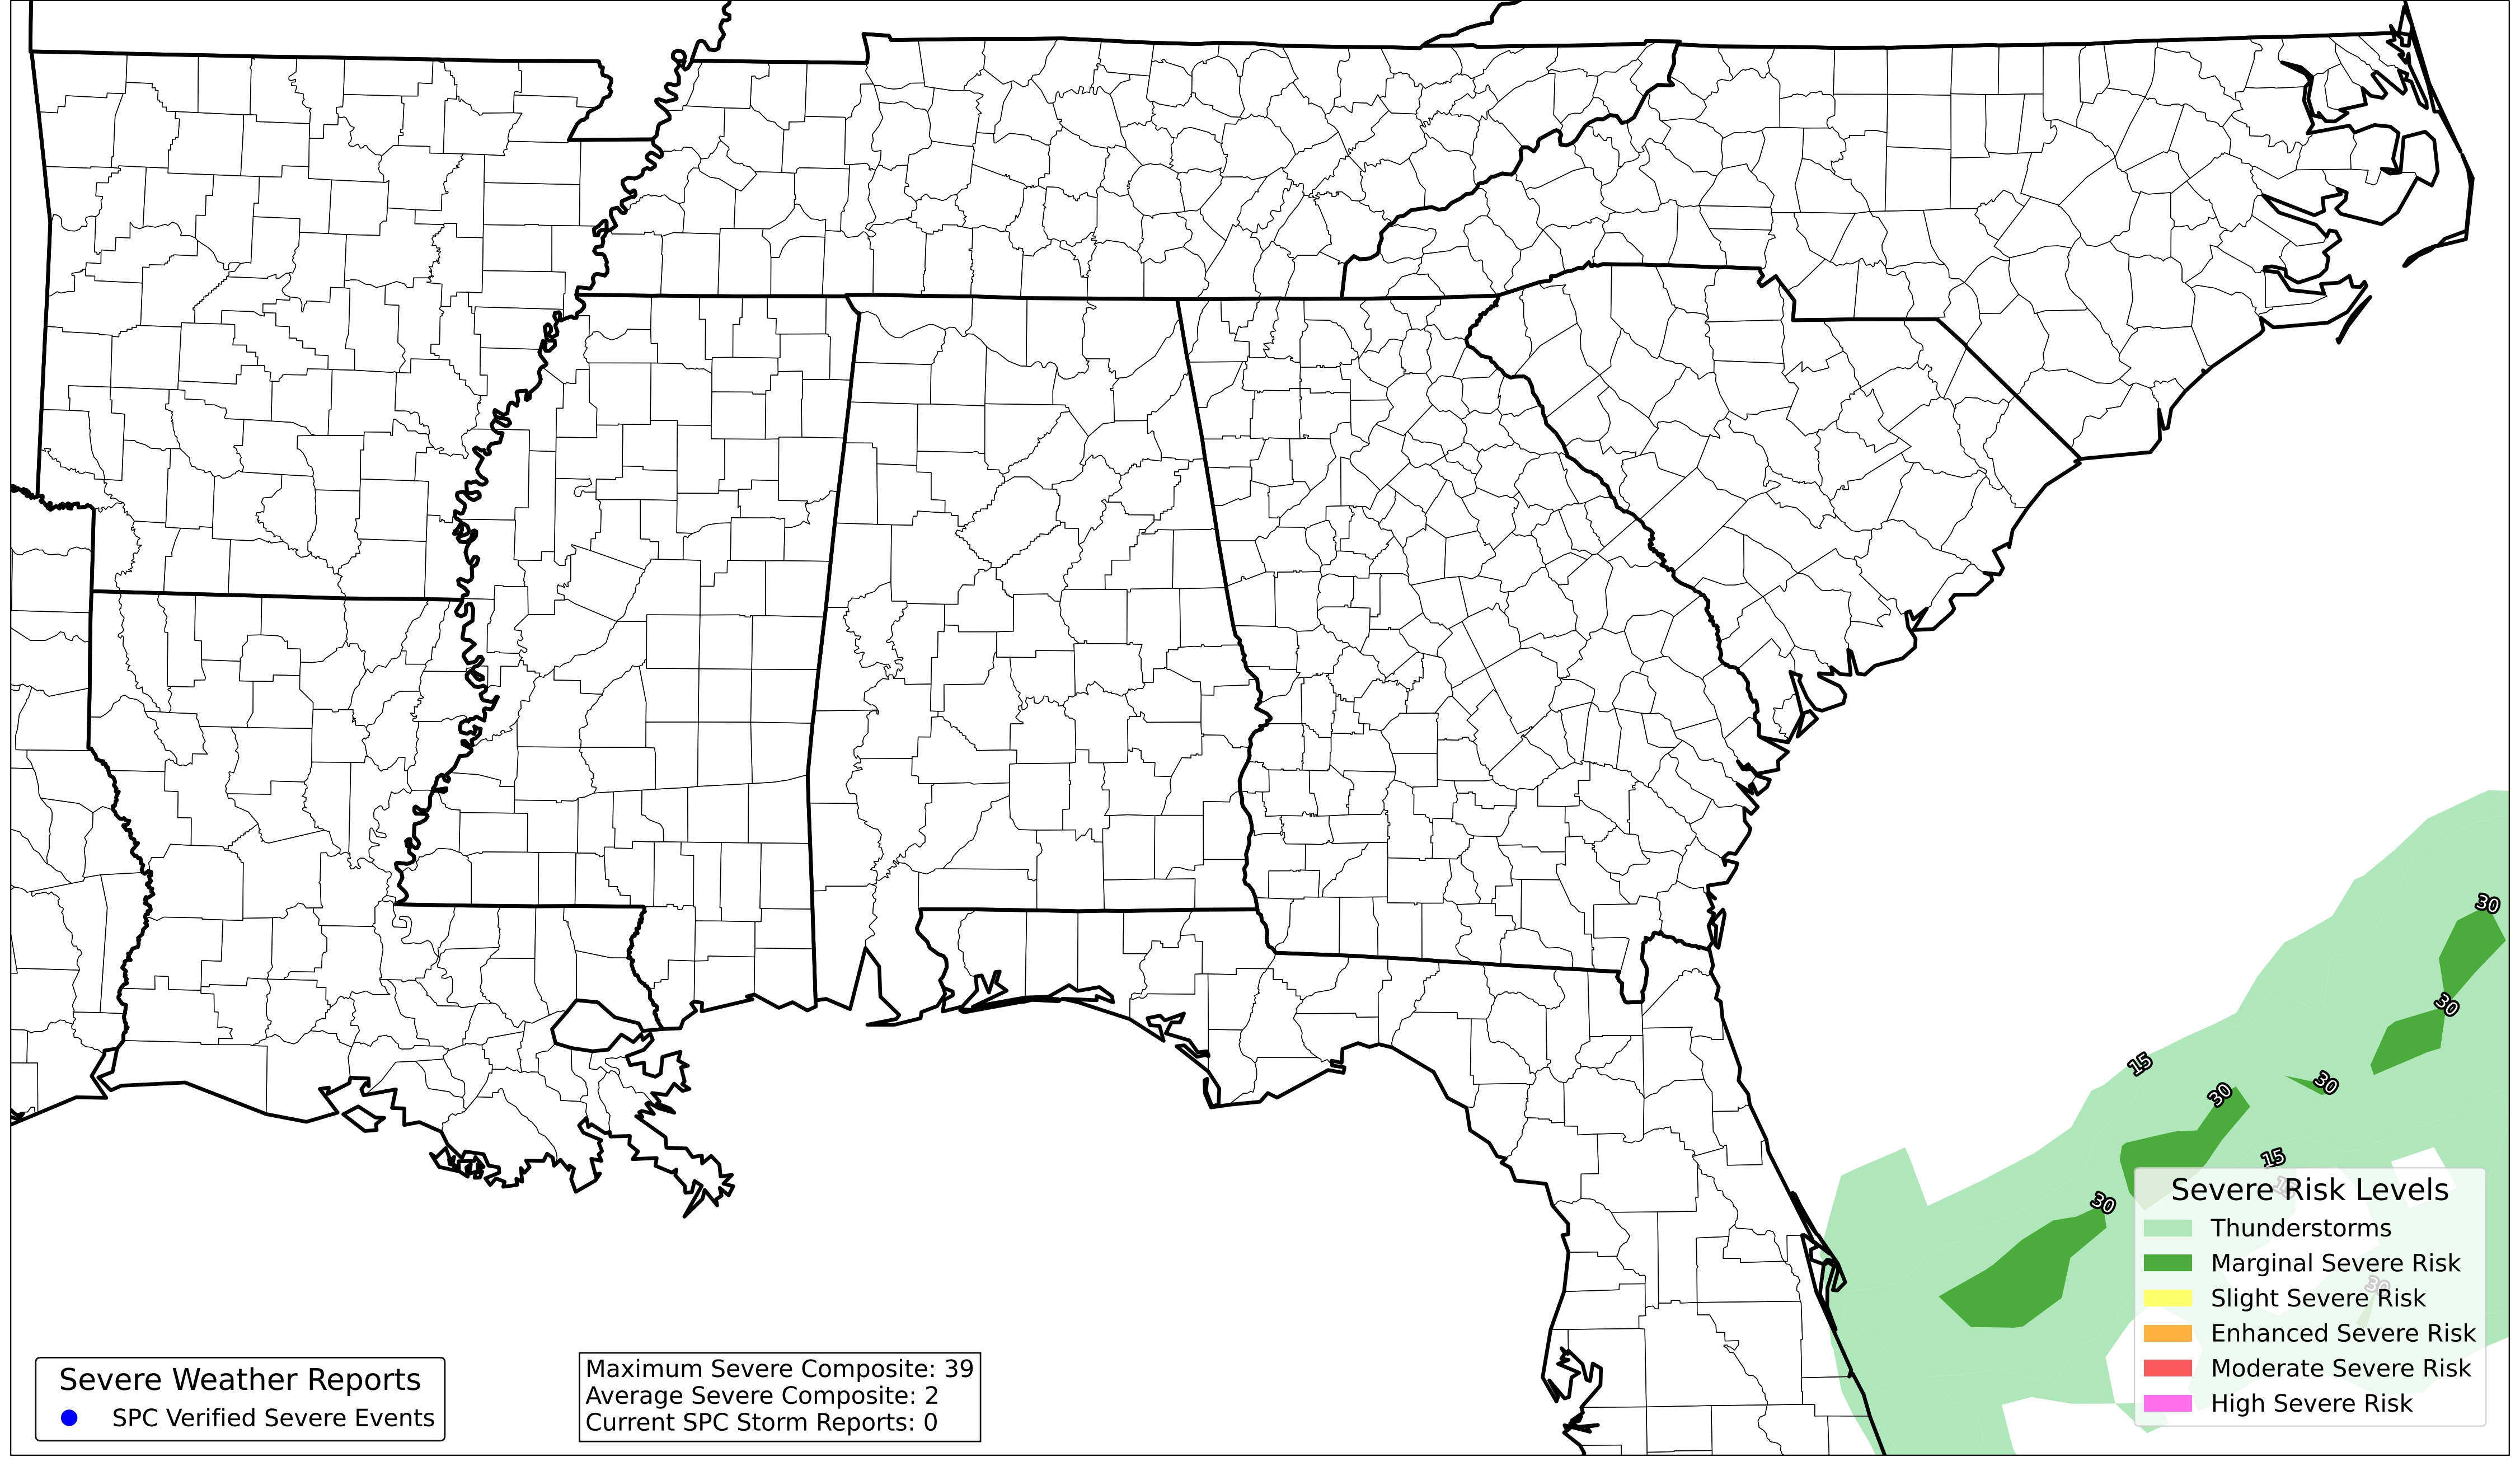 30
30
15
30
30
15
30
Severe Risk Levels
Thunderstorms
Marginal Severe Risk
Slight Severe Risk
Enhanced Severe Risk
Moderate Severe Risk
High Severe Risk
30
Severe Weather Reports
SPC Verified Severe Events
Maximum Severe Composite: 39
Average Severe Composite: 2
Current SPC Storm Reports: 0